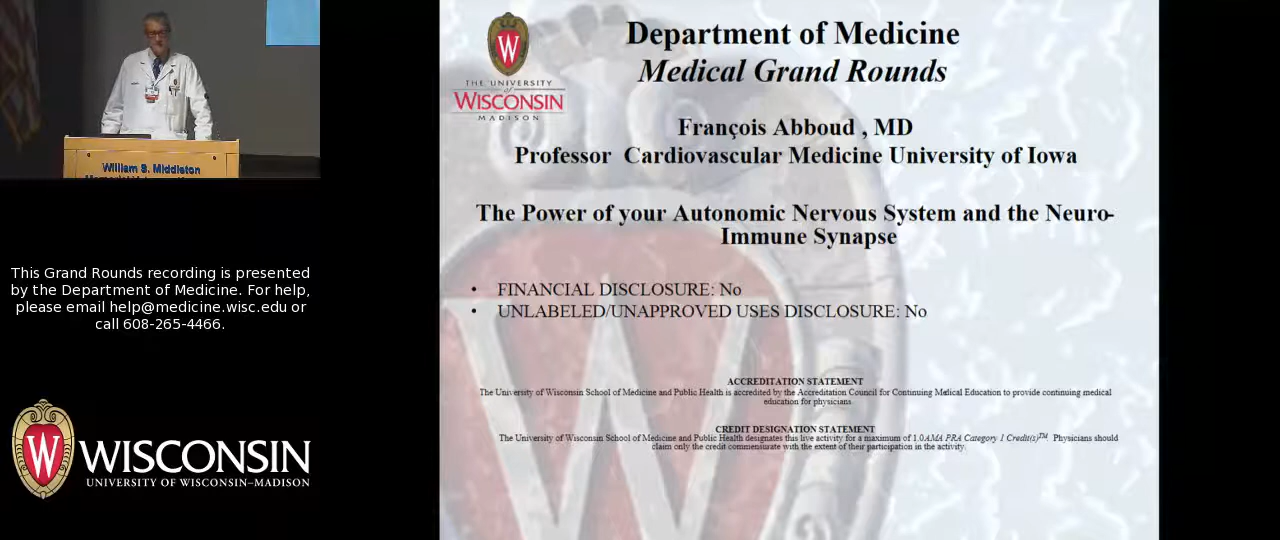 William S. Middleton
This Grand Rounds recording is presented
by the Department of Medicine. For help,
please email help@medicine.wisc.edu or
call 608-265-4466.
W
WISCONSIN
UNIVERSITY OF WISCONSIN–MADISON
W
THE UNIVERSITY
of
WISCONSIN
MADISON
Department of Medicine
Medical Grand Rounds
François Abboud , MD
Professor Cardiovascular Medicine University of Iowa
The Power of your Autonomic Nervous System and the Neuro-
Immune Synapse
• FINANCIAL DISCLOSURE: No
• UNLABELED/UNAPPROVED USES DISCLOSURE: No
ACCREDITATION STATEMENT
The University of Wisconsin School of Medicine and Public Health is accredited by the Accreditation Council for Continuing Medical Education to provide continuing medical
education for physicians.
CREDIT DESIGNATION STATEMENT
The University of Wisconsin School of Medicine and Public Health designates this live activity for a maximum of 1.0 AMA PRA Category 1 Credit(s)TM. Physicians should
claim only the credit commensurate with the extent of their participation in the activity.